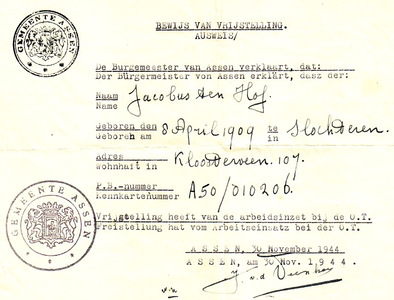 BEWIJS VAN VRIJSTELLING.
AUSWEIS/
GEMEENTE ASSEN
De Burgemeester van Assen verklaart, dat:
Der Bürgermeister von Assen erklärt, dasz der:
Naam Jacobus ten Hof.
Name
Geboren den 8 April 1909 te Slochteren.
Geboren am in
Adres Kloosterveen. 107.
Wohnhaft in
P.B.-nummer A50/010206.
Kennkartenummer
GEMEENTE ASSEN
Vrijstelling heeft van de arbeidsinzet bij de O.T.
Freistellung hat vom Arbeitseinsatz bei der O.T.
ASSEN, 30 November 1944
ASSEN, am 30 Nov. 1944.
J. v.d.